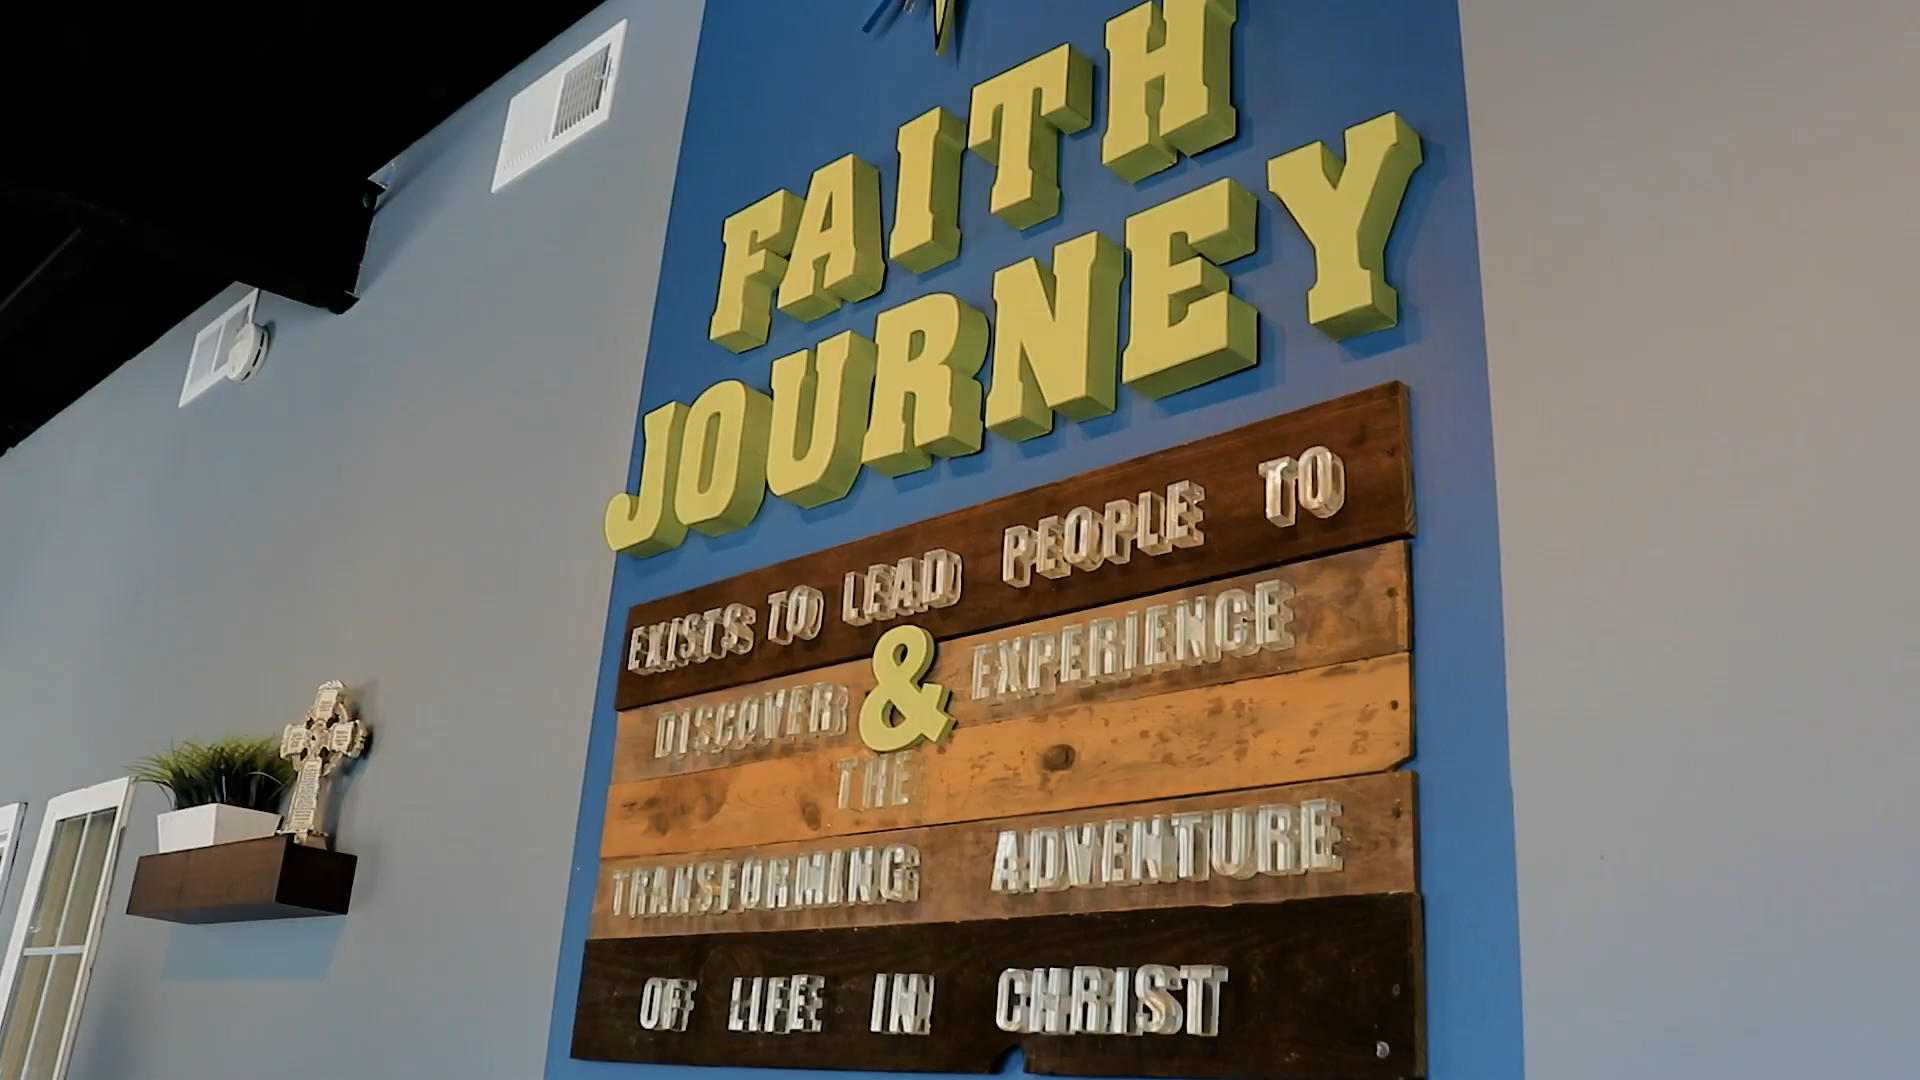 FAITH
JOURNEY
EXISTS TO LEAD PEOPLE TO
DISCOVER & EXPERIENCE
THE
TRANSFORMING ADVENTURE
OF LIFE IN CHRIST